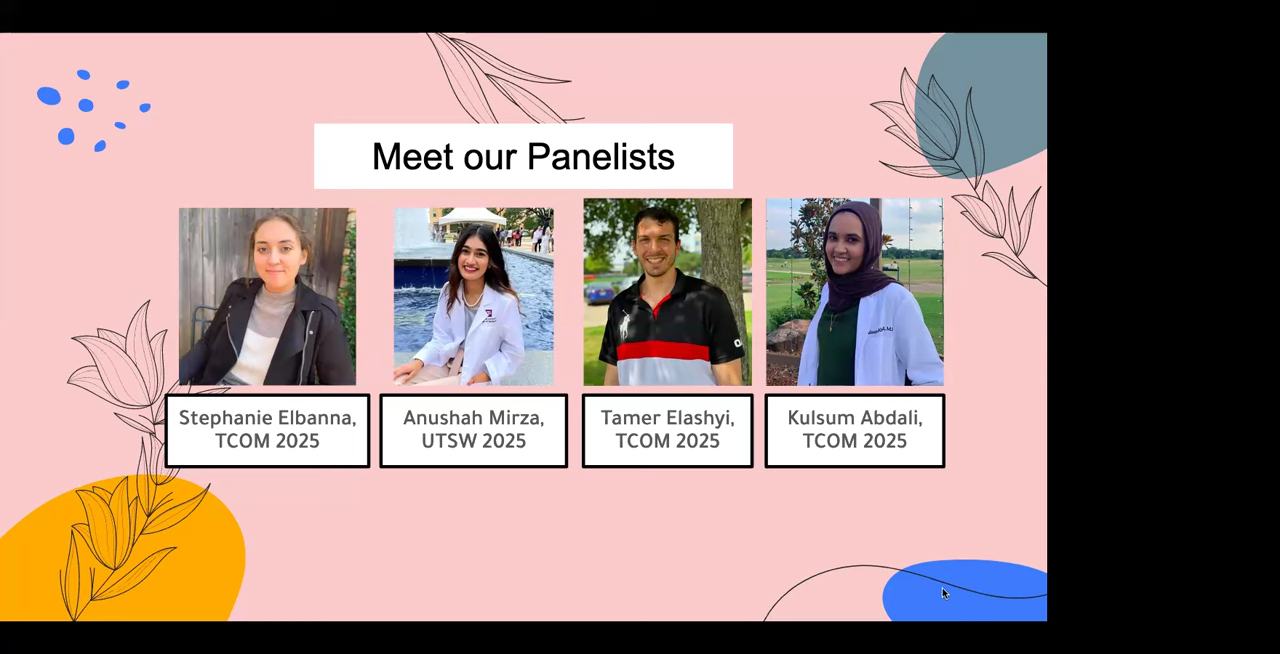 Meet our Panelists
Stephanie Elbanna,
TCOM 2025
Anushah Mirza,
UTSW 2025
Tamer Elashyi,
TCOM 2025
Kulsum Abdali,
TCOM 2025